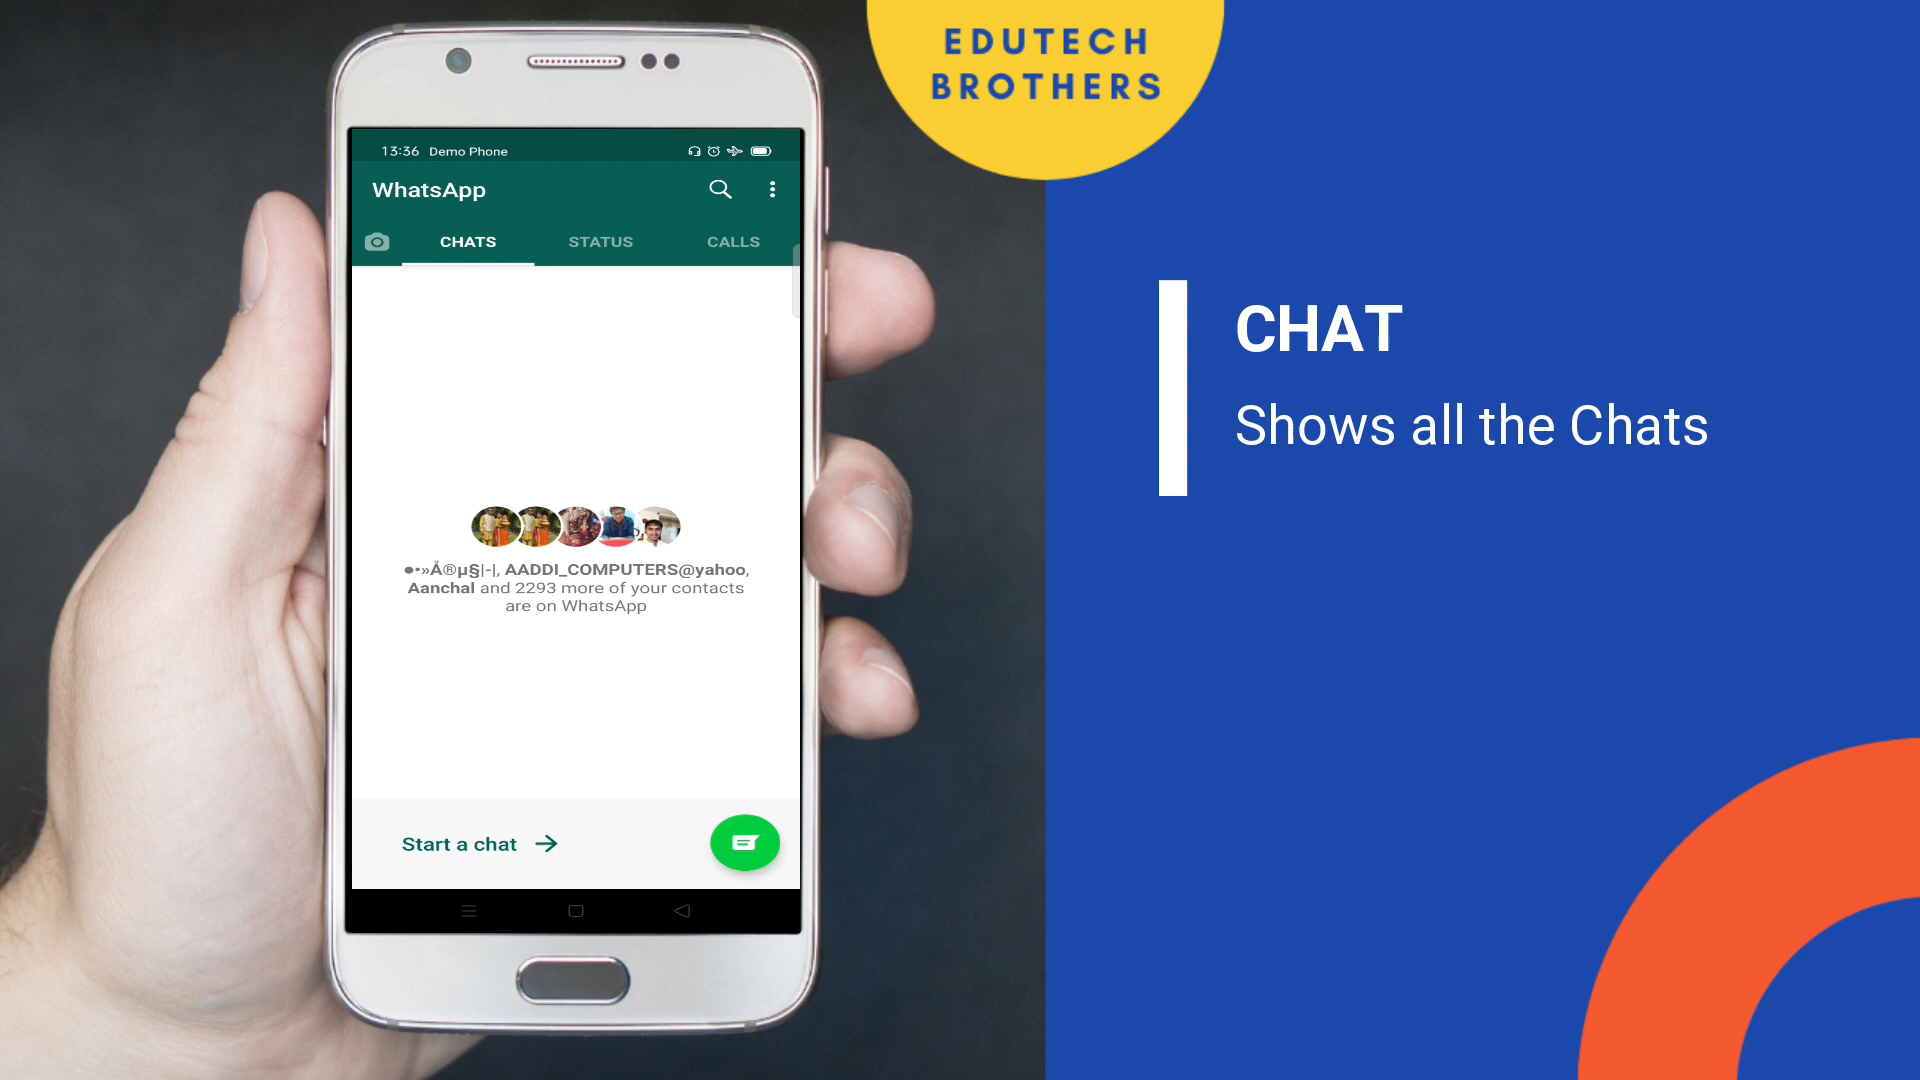 EDUTECH
BROTHERS
13:36 Demo Phone
WhatsApp
CHATS STATUS CALLS
●•»Å®µ§|-|, AADDI_COMPUTERS@yahoo,
Aanchal and 2293 more of your contacts
are on WhatsApp
Start a chat
CHAT
Shows all the Chats